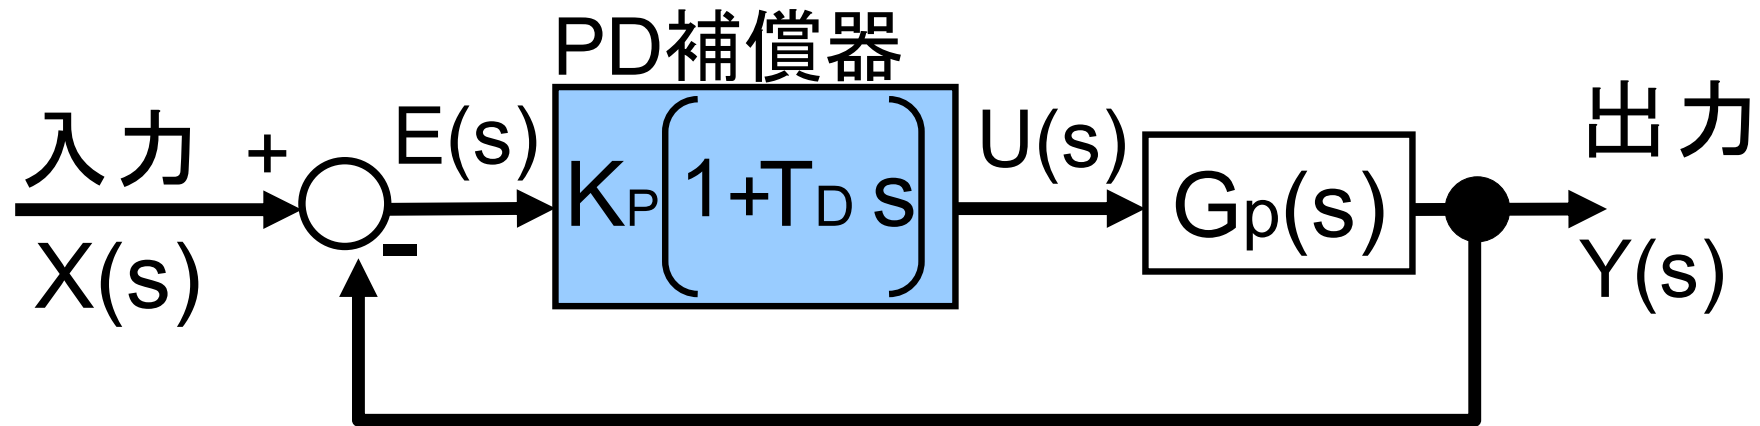 PD補償器
入力
+
E(s)
KP(1+TD s)
U(s)
Gp(s)
出力
X(s)
-
Y(s)